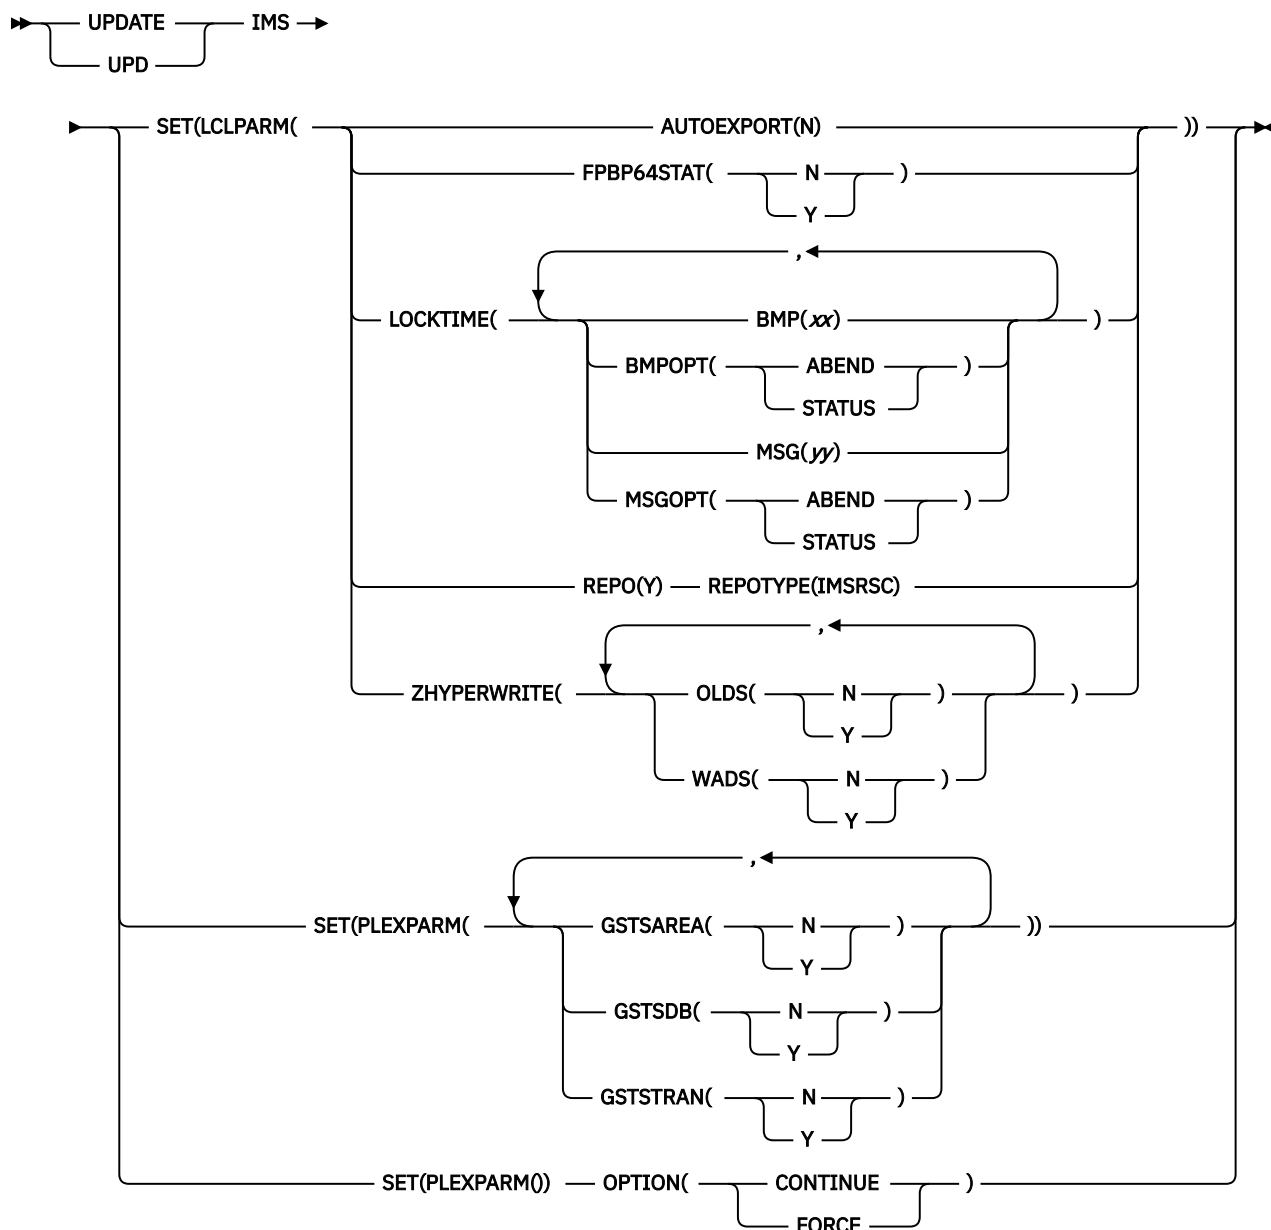 UPDATE IMS
UPD
SET(LCLPARM( AUTOEXPORT(N) ))
FPBP64STAT( N )
Y
,
LOCKTIME( BMP(xx) )
BMPOPT( ABEND )
STATUS
MSG(yy)
MSGOPT( ABEND )
STATUS
REPO(Y) REPOTYPE(IMSRSC)
,
ZHYPERWRITE( OLDS( N ) )
Y
WADS( N )
Y
,
SET(PLEXPARM( GSTSAREA( N ) ))
Y
GSTSDB( N )
Y
GSTSTRAN( N )
Y
SET(PLEXPARM()) OPTION( CONTINUE )
FORCE